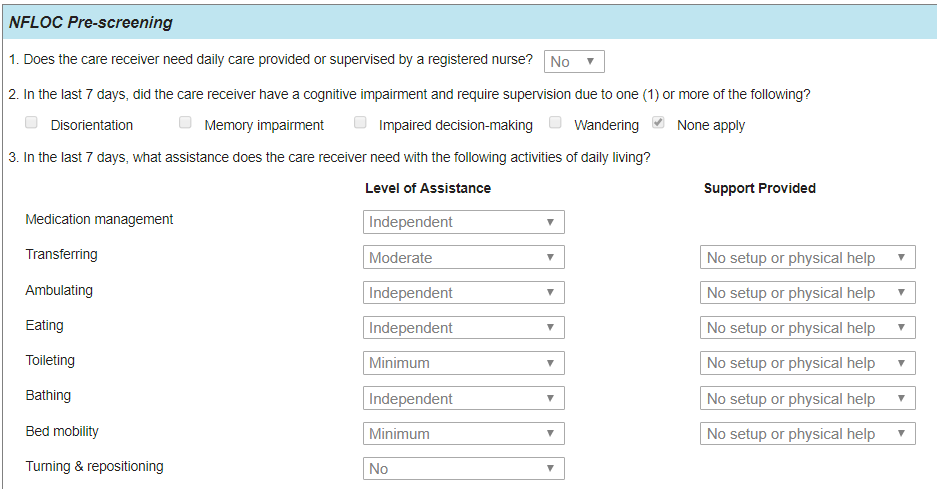 NFLOC Pre-screening
1. Does the care receiver need daily care provided or supervised by a registered nurse? No
2. In the last 7 days, did the care receiver have a cognitive impairment and require supervision due to one (1) or more of the following?
Disorientation Memory impairment Impaired decision-making Wandering None apply
3. In the last 7 days, what assistance does the care receiver need with the following activities of daily living?
Level of Assistance Support Provided
Medication management Independent
Transferring Moderate No setup or physical help
Ambulating Independent No setup or physical help
Eating Independent No setup or physical help
Toileting Minimum No setup or physical help
Bathing Independent No setup or physical help
Bed mobility Minimum No setup or physical help
Turning & repositioning No